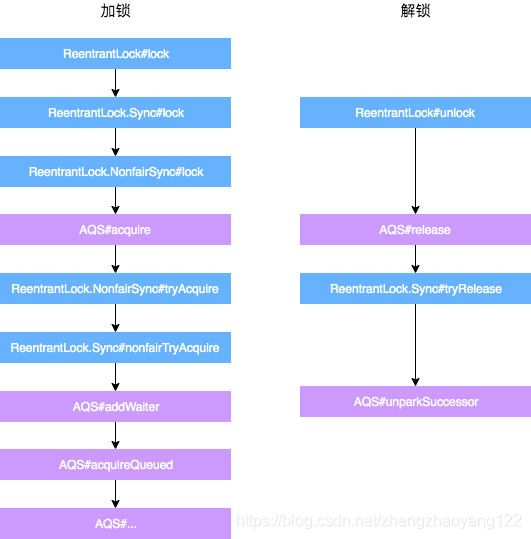 加锁
ReentrantLock#lock
ReentrantLock.Sync#lock
ReentrantLock.NonfairSync#lock
AQS#acquire
ReentrantLock.NonfairSync#tryAcquire
ReentrantLock.Sync#nonfairTryAcquire
AQS#addWaiter
AQS#acquireQueued
AQS#...
解锁
ReentrantLock#unlock
AQS#release
ReentrantLock.Sync#tryRelease
AQS#unparkSuccessor
https://blog.csdn.net/zhengzhaoyang122